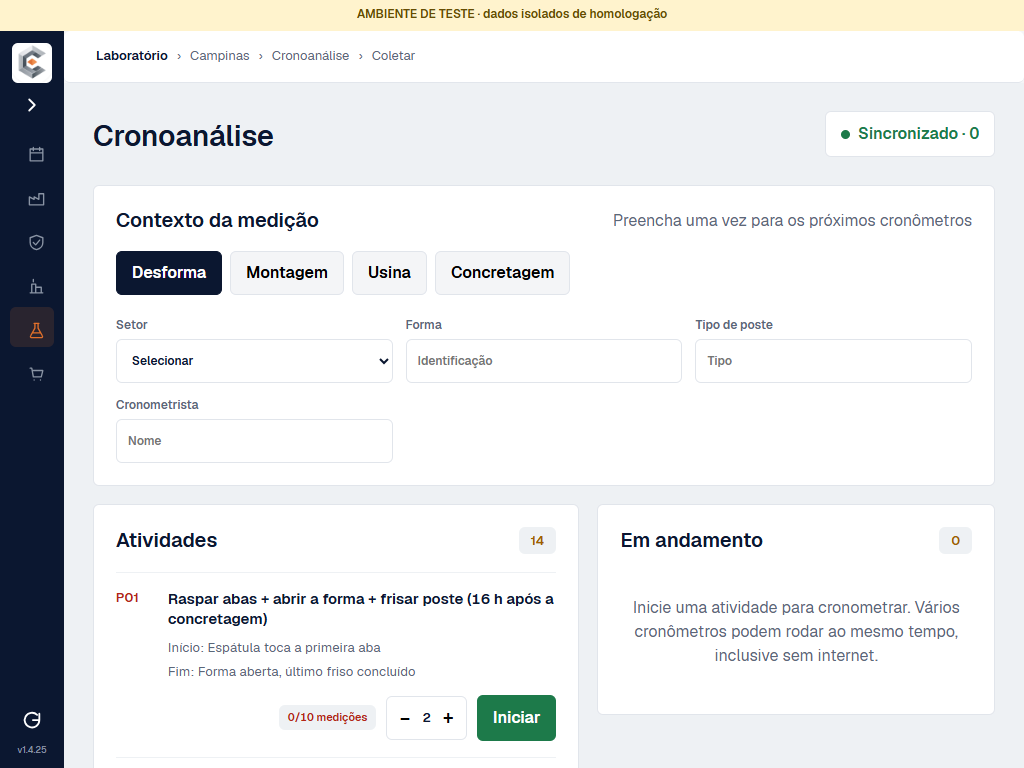 AMBIENTE DE TESTE · dados isolados de homologação
Laboratório › Campinas › Cronoanálise › Coletar
Cronoanálise
Sincronizado · 0
Contexto da medição
Preencha uma vez para os próximos cronômetros
Desforma Montagem Usina Concretagem
Setor Forma Tipo de poste
Selecionar Identificação Tipo
Cronometrista
Nome
Atividades 14
P01 Raspar abas + abrir a forma + frisar poste (16 h após a
concretagem)
Início: Espátula toca a primeira aba
Fim: Forma aberta, último friso concluído
0/10 medições − 2 + Iniciar
Em andamento 0
Inicie uma atividade para cronometrar. Vários
cronômetros podem rodar ao mesmo tempo,
inclusive sem internet.
v1.4.25